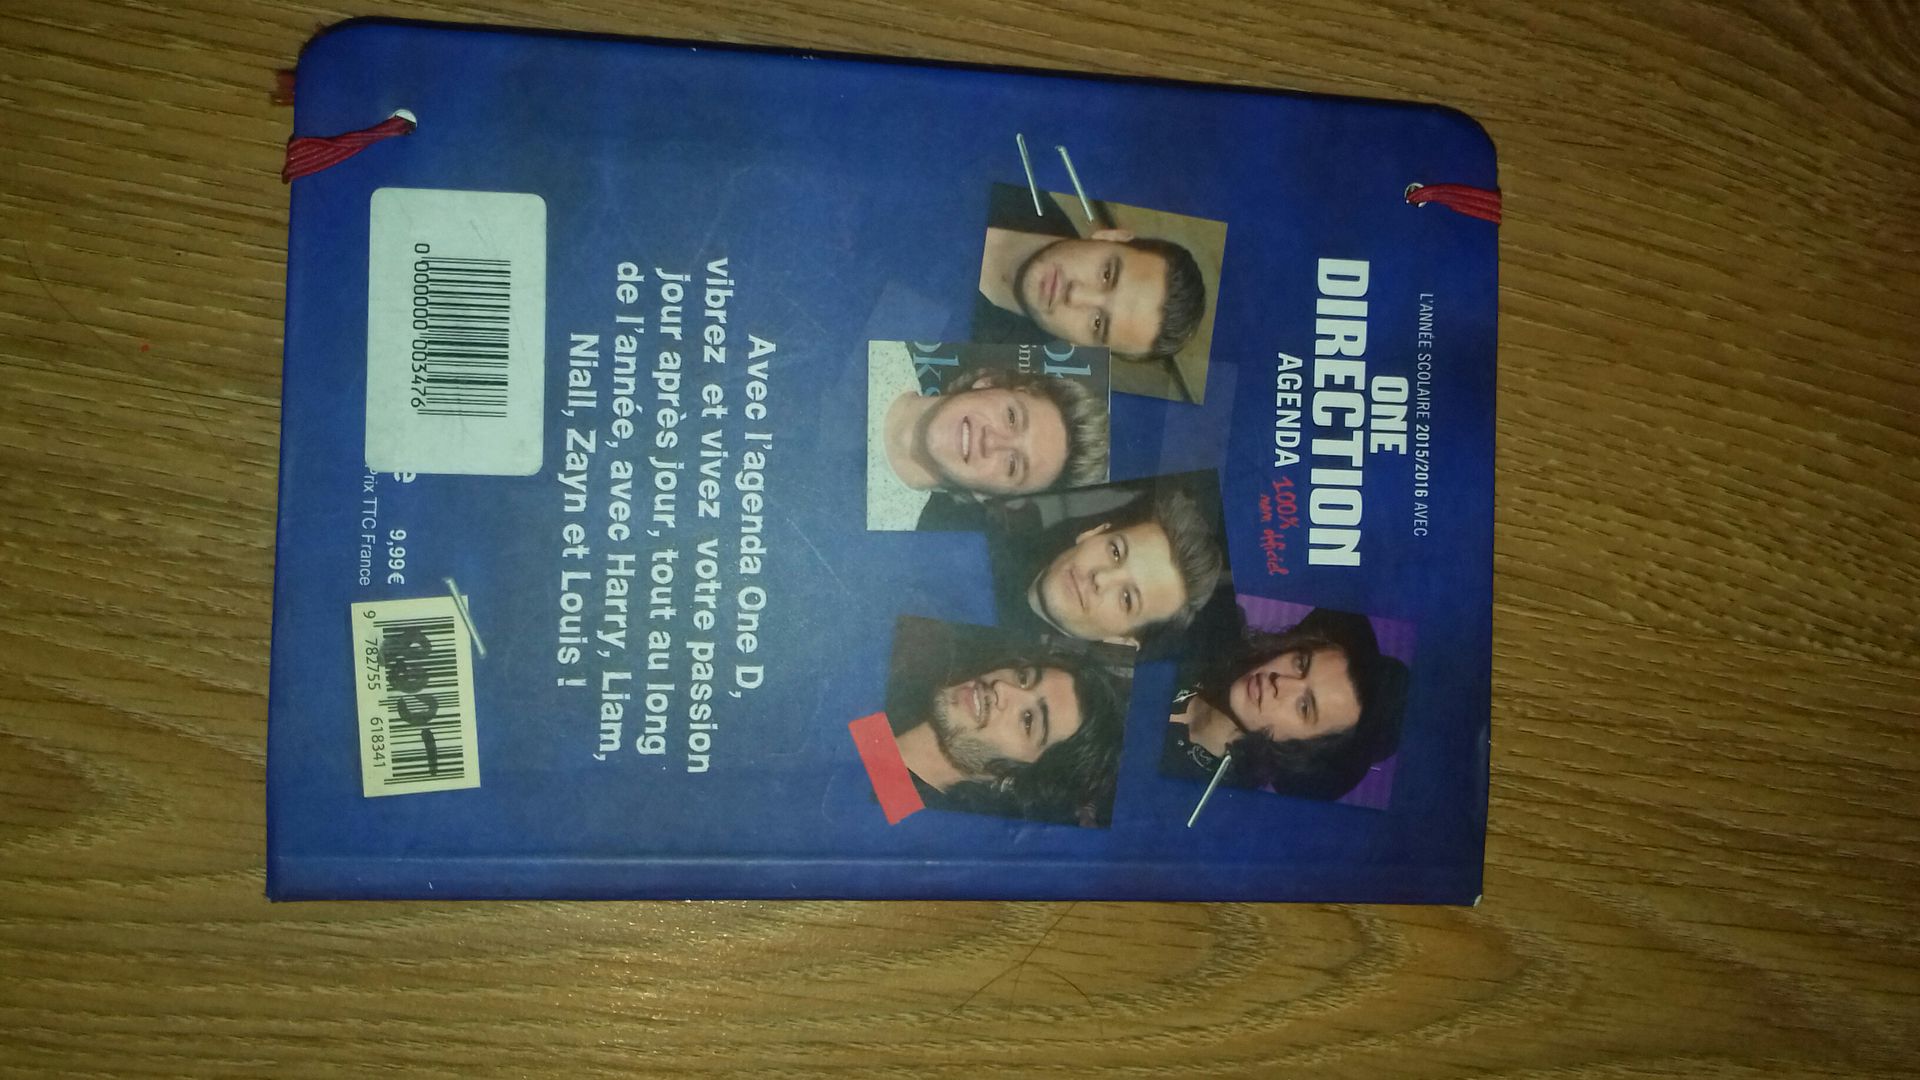 L'ANNÉE SCOLAIRE 2015/2016 AVEC
ONE
DIRECTION
AGENDA 100%
non officiel
Avec l'agenda One D,
vibrez et vivez votre passion
jour après jour, tout au long
de l'année, avec Harry, Liam,
Niall, Zayn et Louis !
0 000000 003476
9,99€
Prix TTC France
9 782755 618341